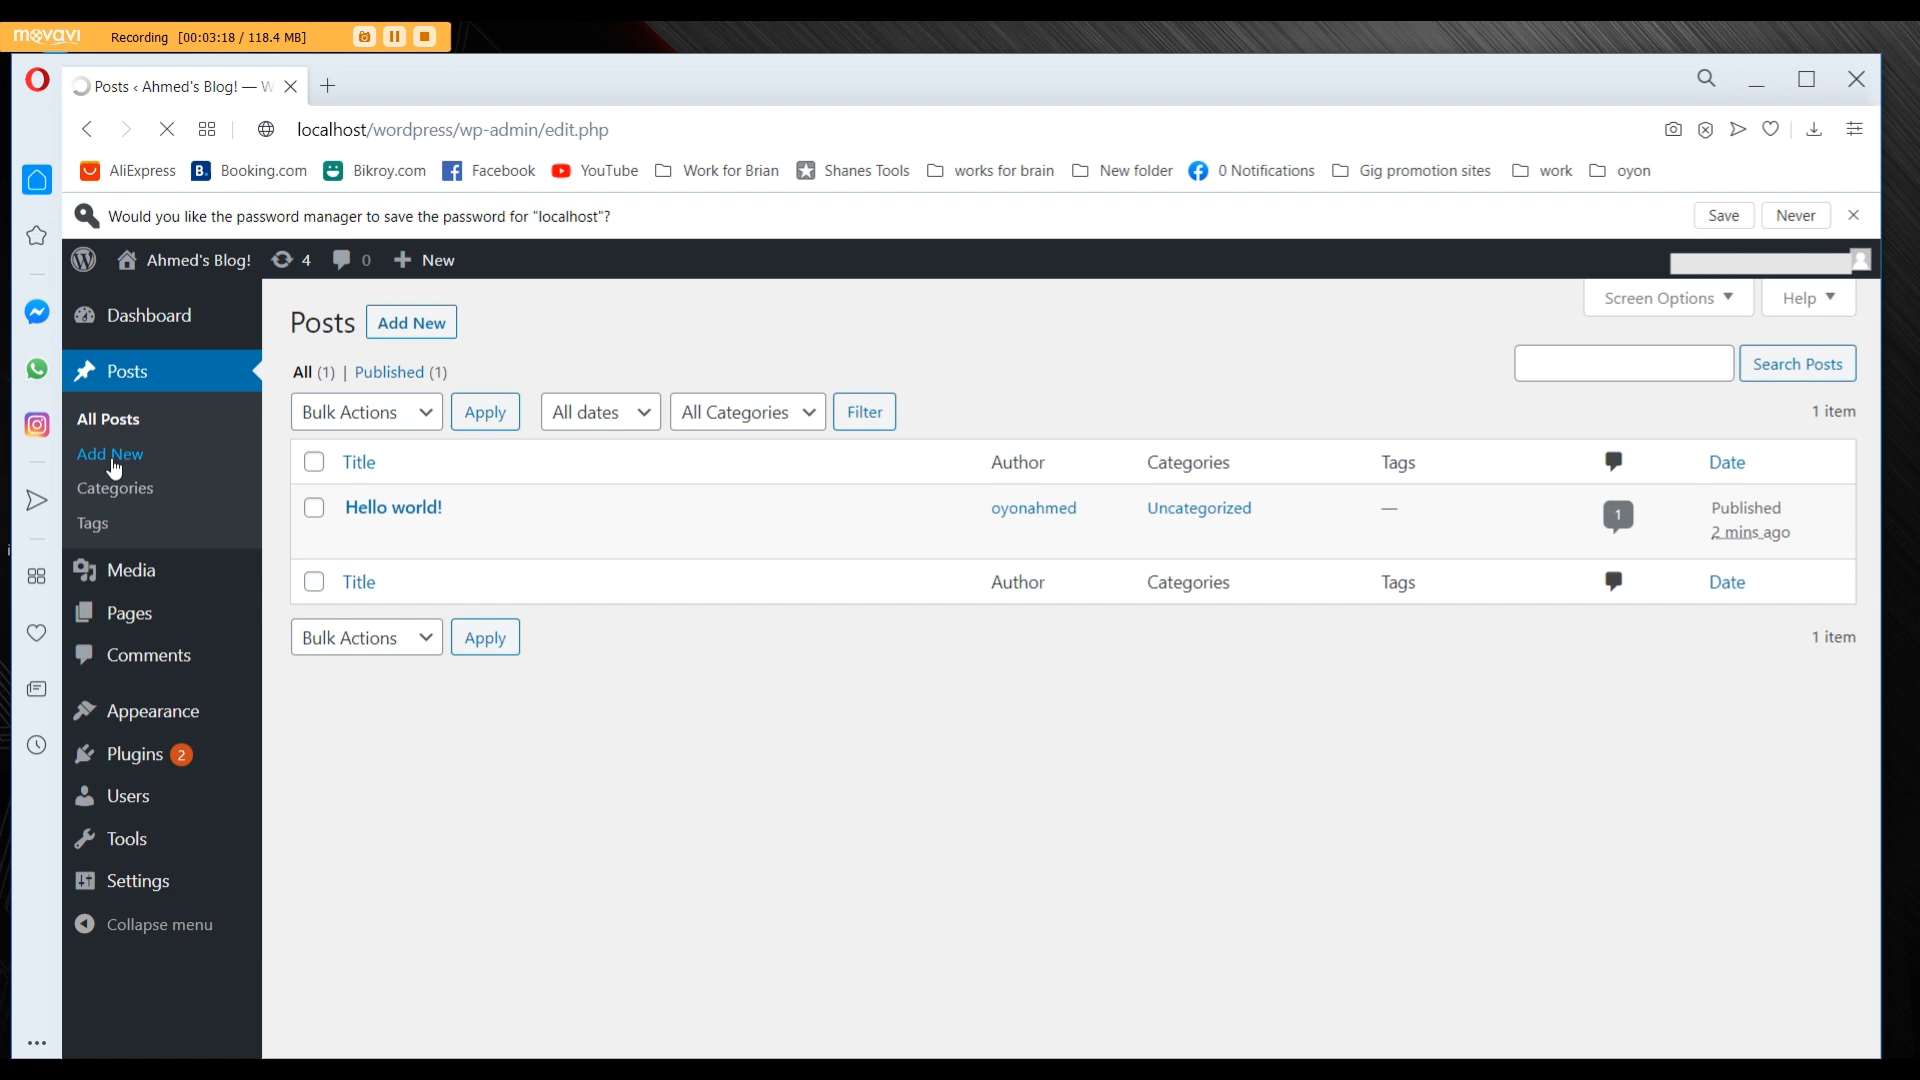 movavi Recording [00:03:18 / 118.4 MB]
Posts ‹ Ahmed's Blog! — W
localhost/wordpress/wp-admin/edit.php
AliExpress Booking.com Bikroy.com Facebook YouTube Work for Brian Shanes Tools works for brain New folder 0 Notifications Gig promotion sites work oyon
Would you like the password manager to save the password for "localhost"? Save Never
Ahmed's Blog! 4 0 New
Screen Options Help
Dashboard
Posts Add New
Posts
All (1) | Published (1)
Search Posts
Bulk Actions Apply All dates All Categories Filter 1 item
All Posts
Add New
Categories
Tags
Title Author Categories Tags Date
Hello world! oyonahmed Uncategorized — 1 Published
2 mins ago
Title Author Categories Tags Date
Bulk Actions Apply 1 item
Media
Pages
Comments
Appearance
Plugins 2
Users
Tools
Settings
Collapse menu